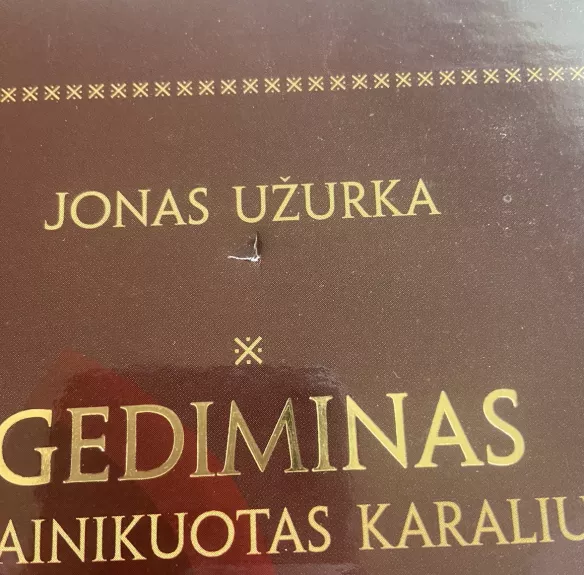 JONAS UŽURKA
GEDIMINAS
AINIKUOTAS KARALIU